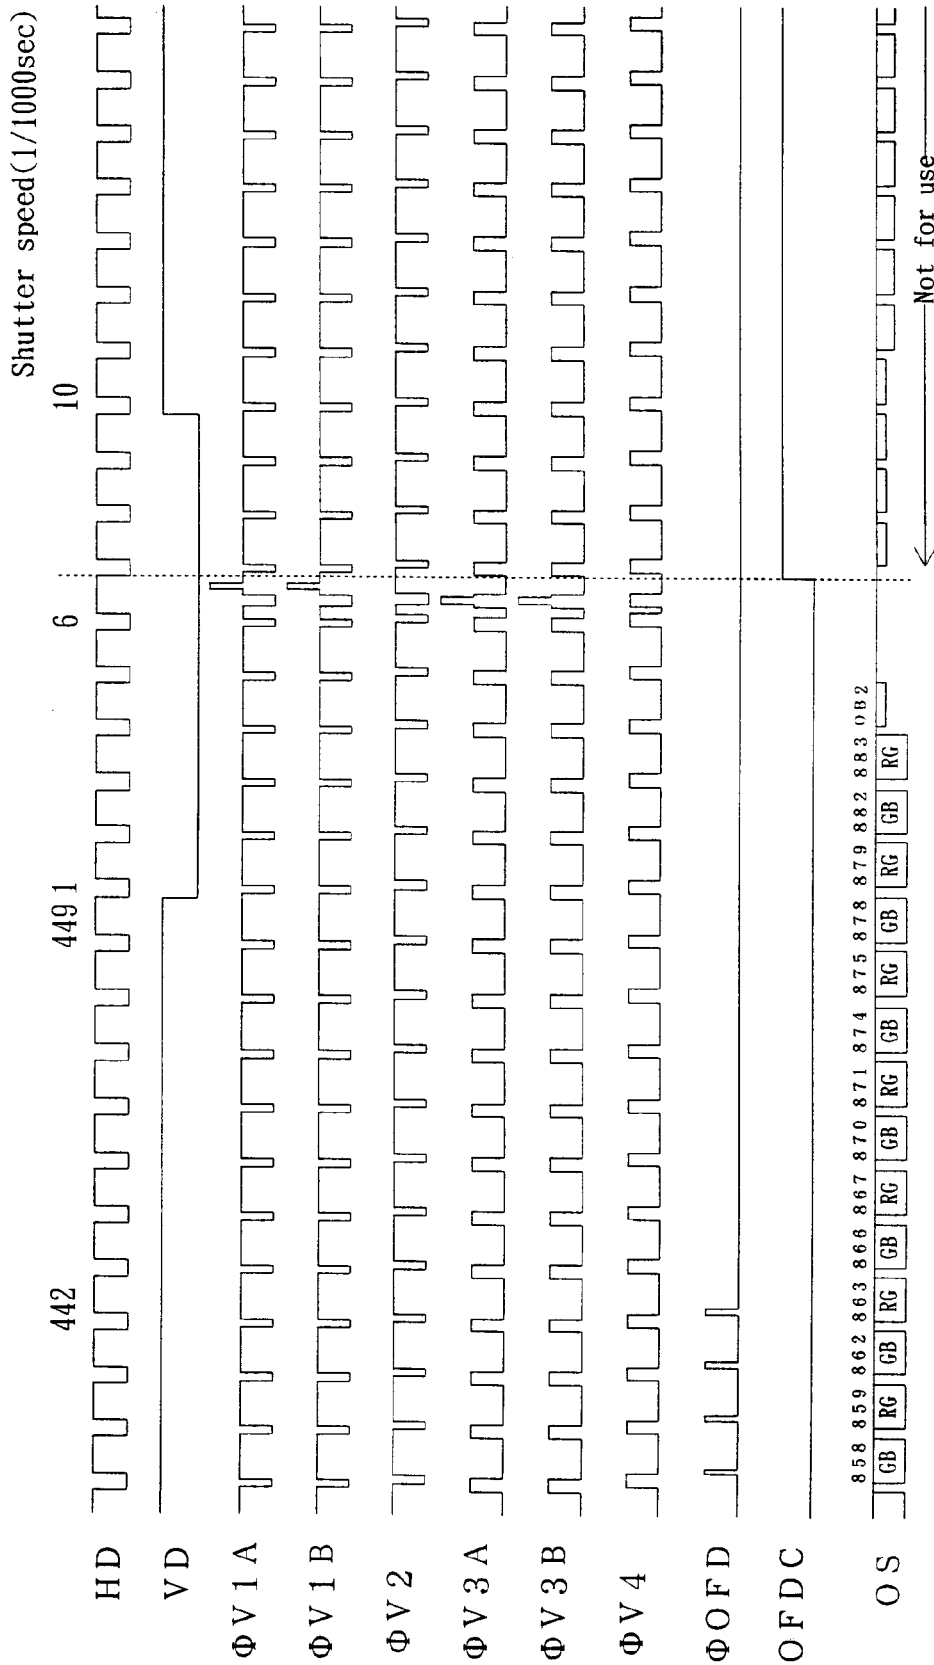 Shutter speed(1/1000sec)
442
449 1
6
10
HD
VD
ΦV1A
ΦV1B
ΦV2
ΦV3A
ΦV3B
ΦV4
ΦOFD
OFDC
OS
858 859 862 863 866 867 870 871 874 875 878 879 882 883 OB2
GB RG GB RG GB RG GB RG GB RG GB RG GB RG
Not for use